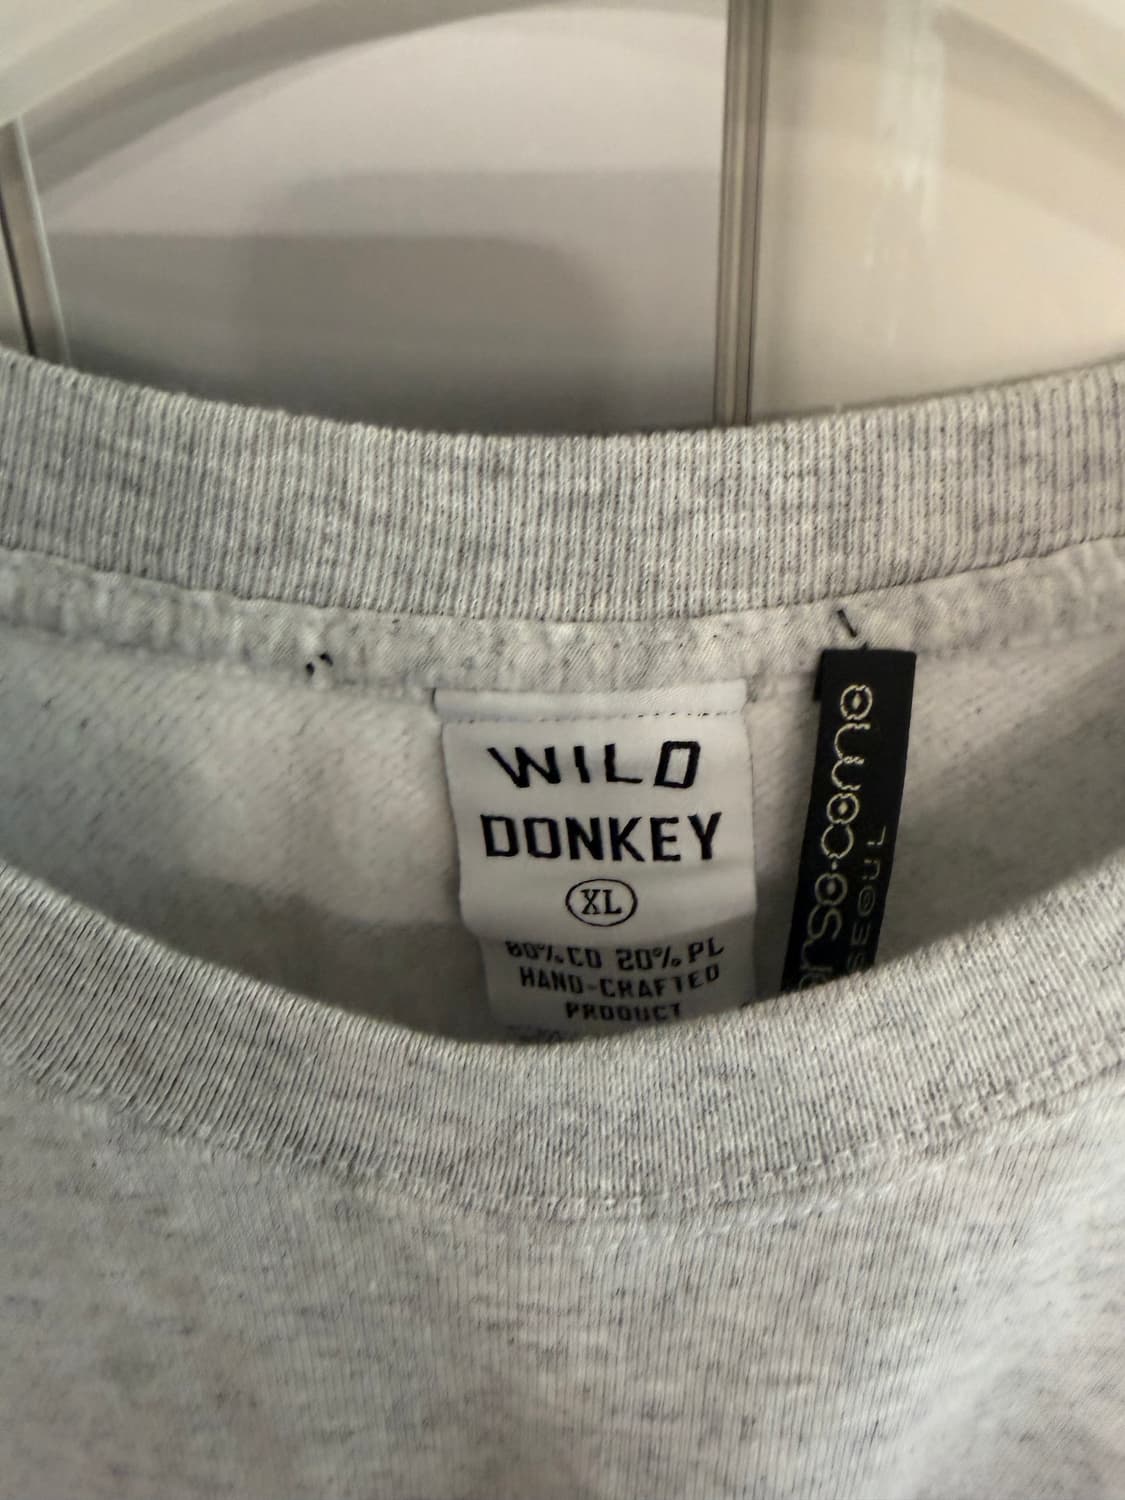 WILD
DONKEY
XL
80% CO 20% PL
HAND-CRAFTED
PRODUCT
SEOUL